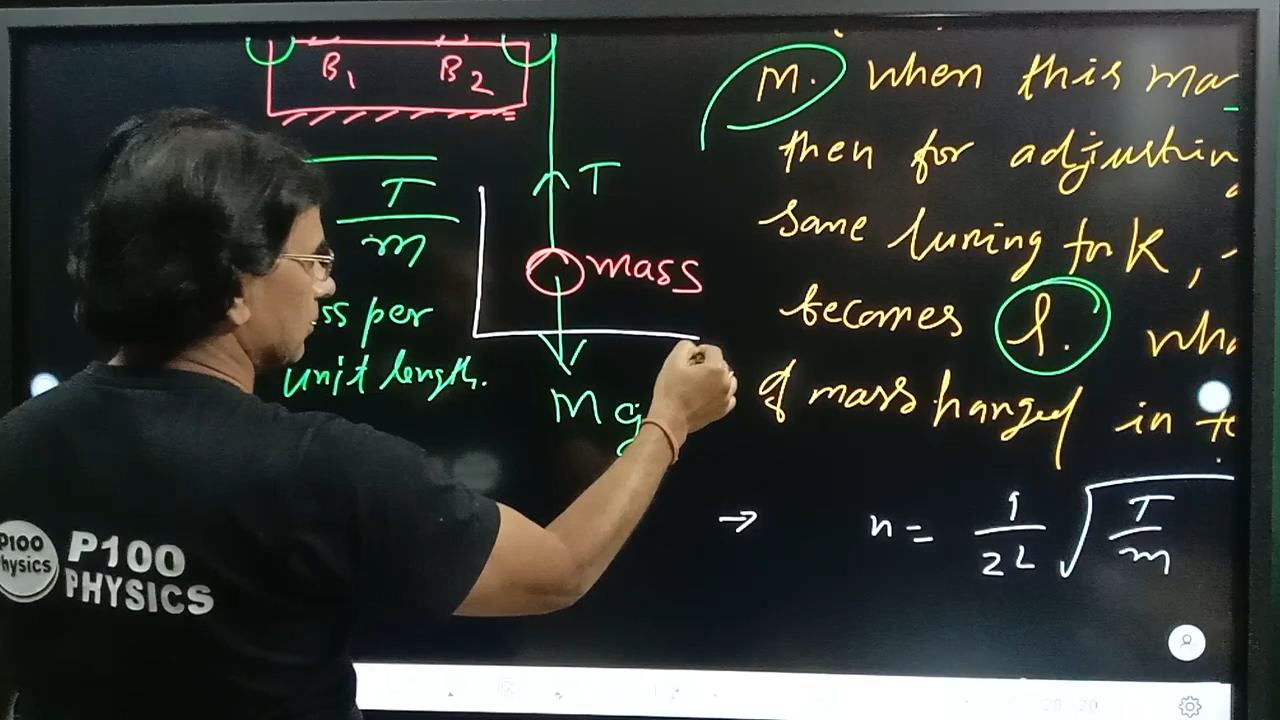 B1 B2
T
T
m
mass
ss per
unit length.
Mg
M. when this ma
then for adjustin
same tuning fork,
becomes l. wh
of mass hanged in t
→ n = 1/2L √T/m
P100
Physics
P100
PHYSICS